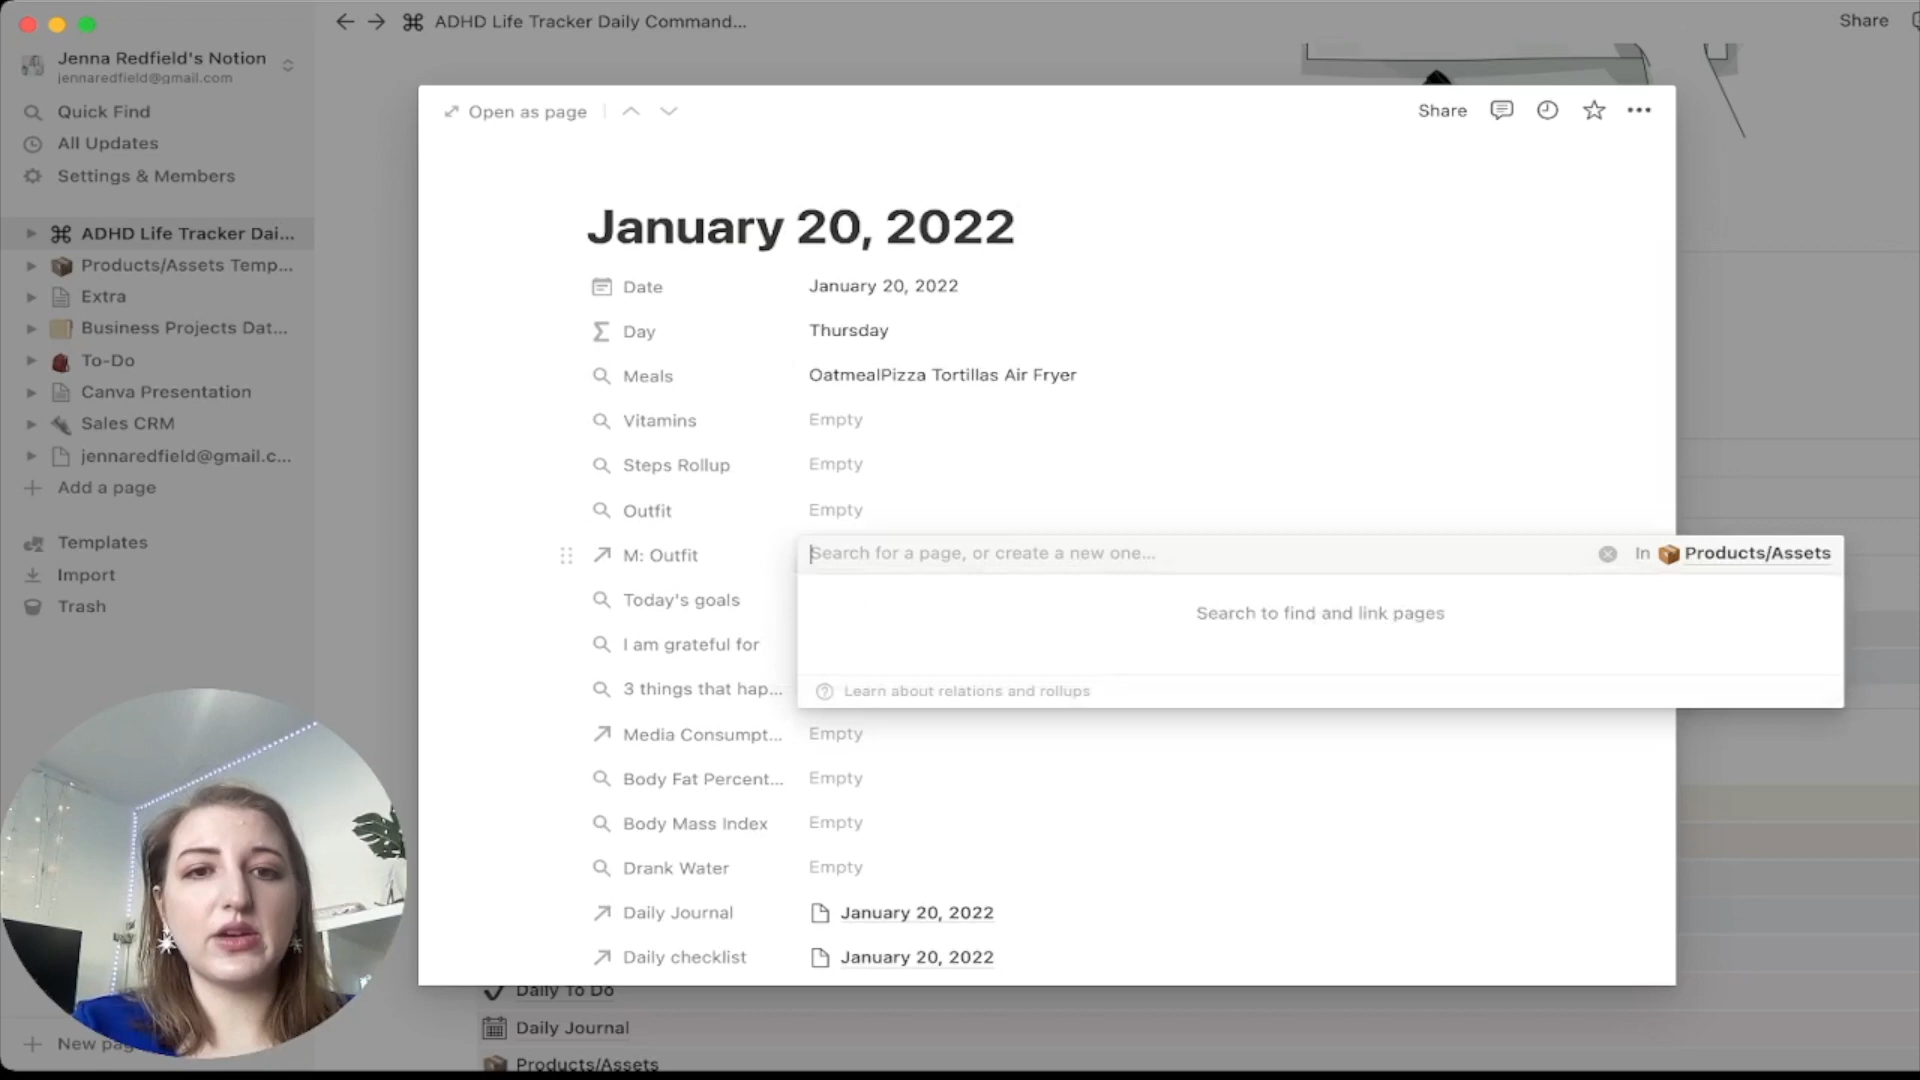 ADHD Life Tracker Daily Command...
Share
Jenna Redfield's Notion
jennaredfield@gmail.com
Quick Find
All Updates
Settings & Members
ADHD Life Tracker Dai...
Products/Assets Temp...
Extra
Business Projects Dat...
To-Do
Canva Presentation
Sales CRM
jennaredfield@gmail.c...
Add a page
Templates
Import
Trash
Open as page
Share
January 20, 2022
Date January 20, 2022
Day Thursday
Meals OatmealPizza Tortillas Air Fryer
Vitamins Empty
Steps Rollup Empty
Outfit Empty
M: Outfit Search for a page, or create a new one... In Products/Assets
Today's goals Search to find and link pages
I am grateful for
3 things that hap... Learn about relations and rollups
Media Consumpt... Empty
Body Fat Percent... Empty
Body Mass Index Empty
Drank Water Empty
Daily Journal January 20, 2022
Daily checklist January 20, 2022
Daily To Do
Daily Journal
Products/Assets
New pag